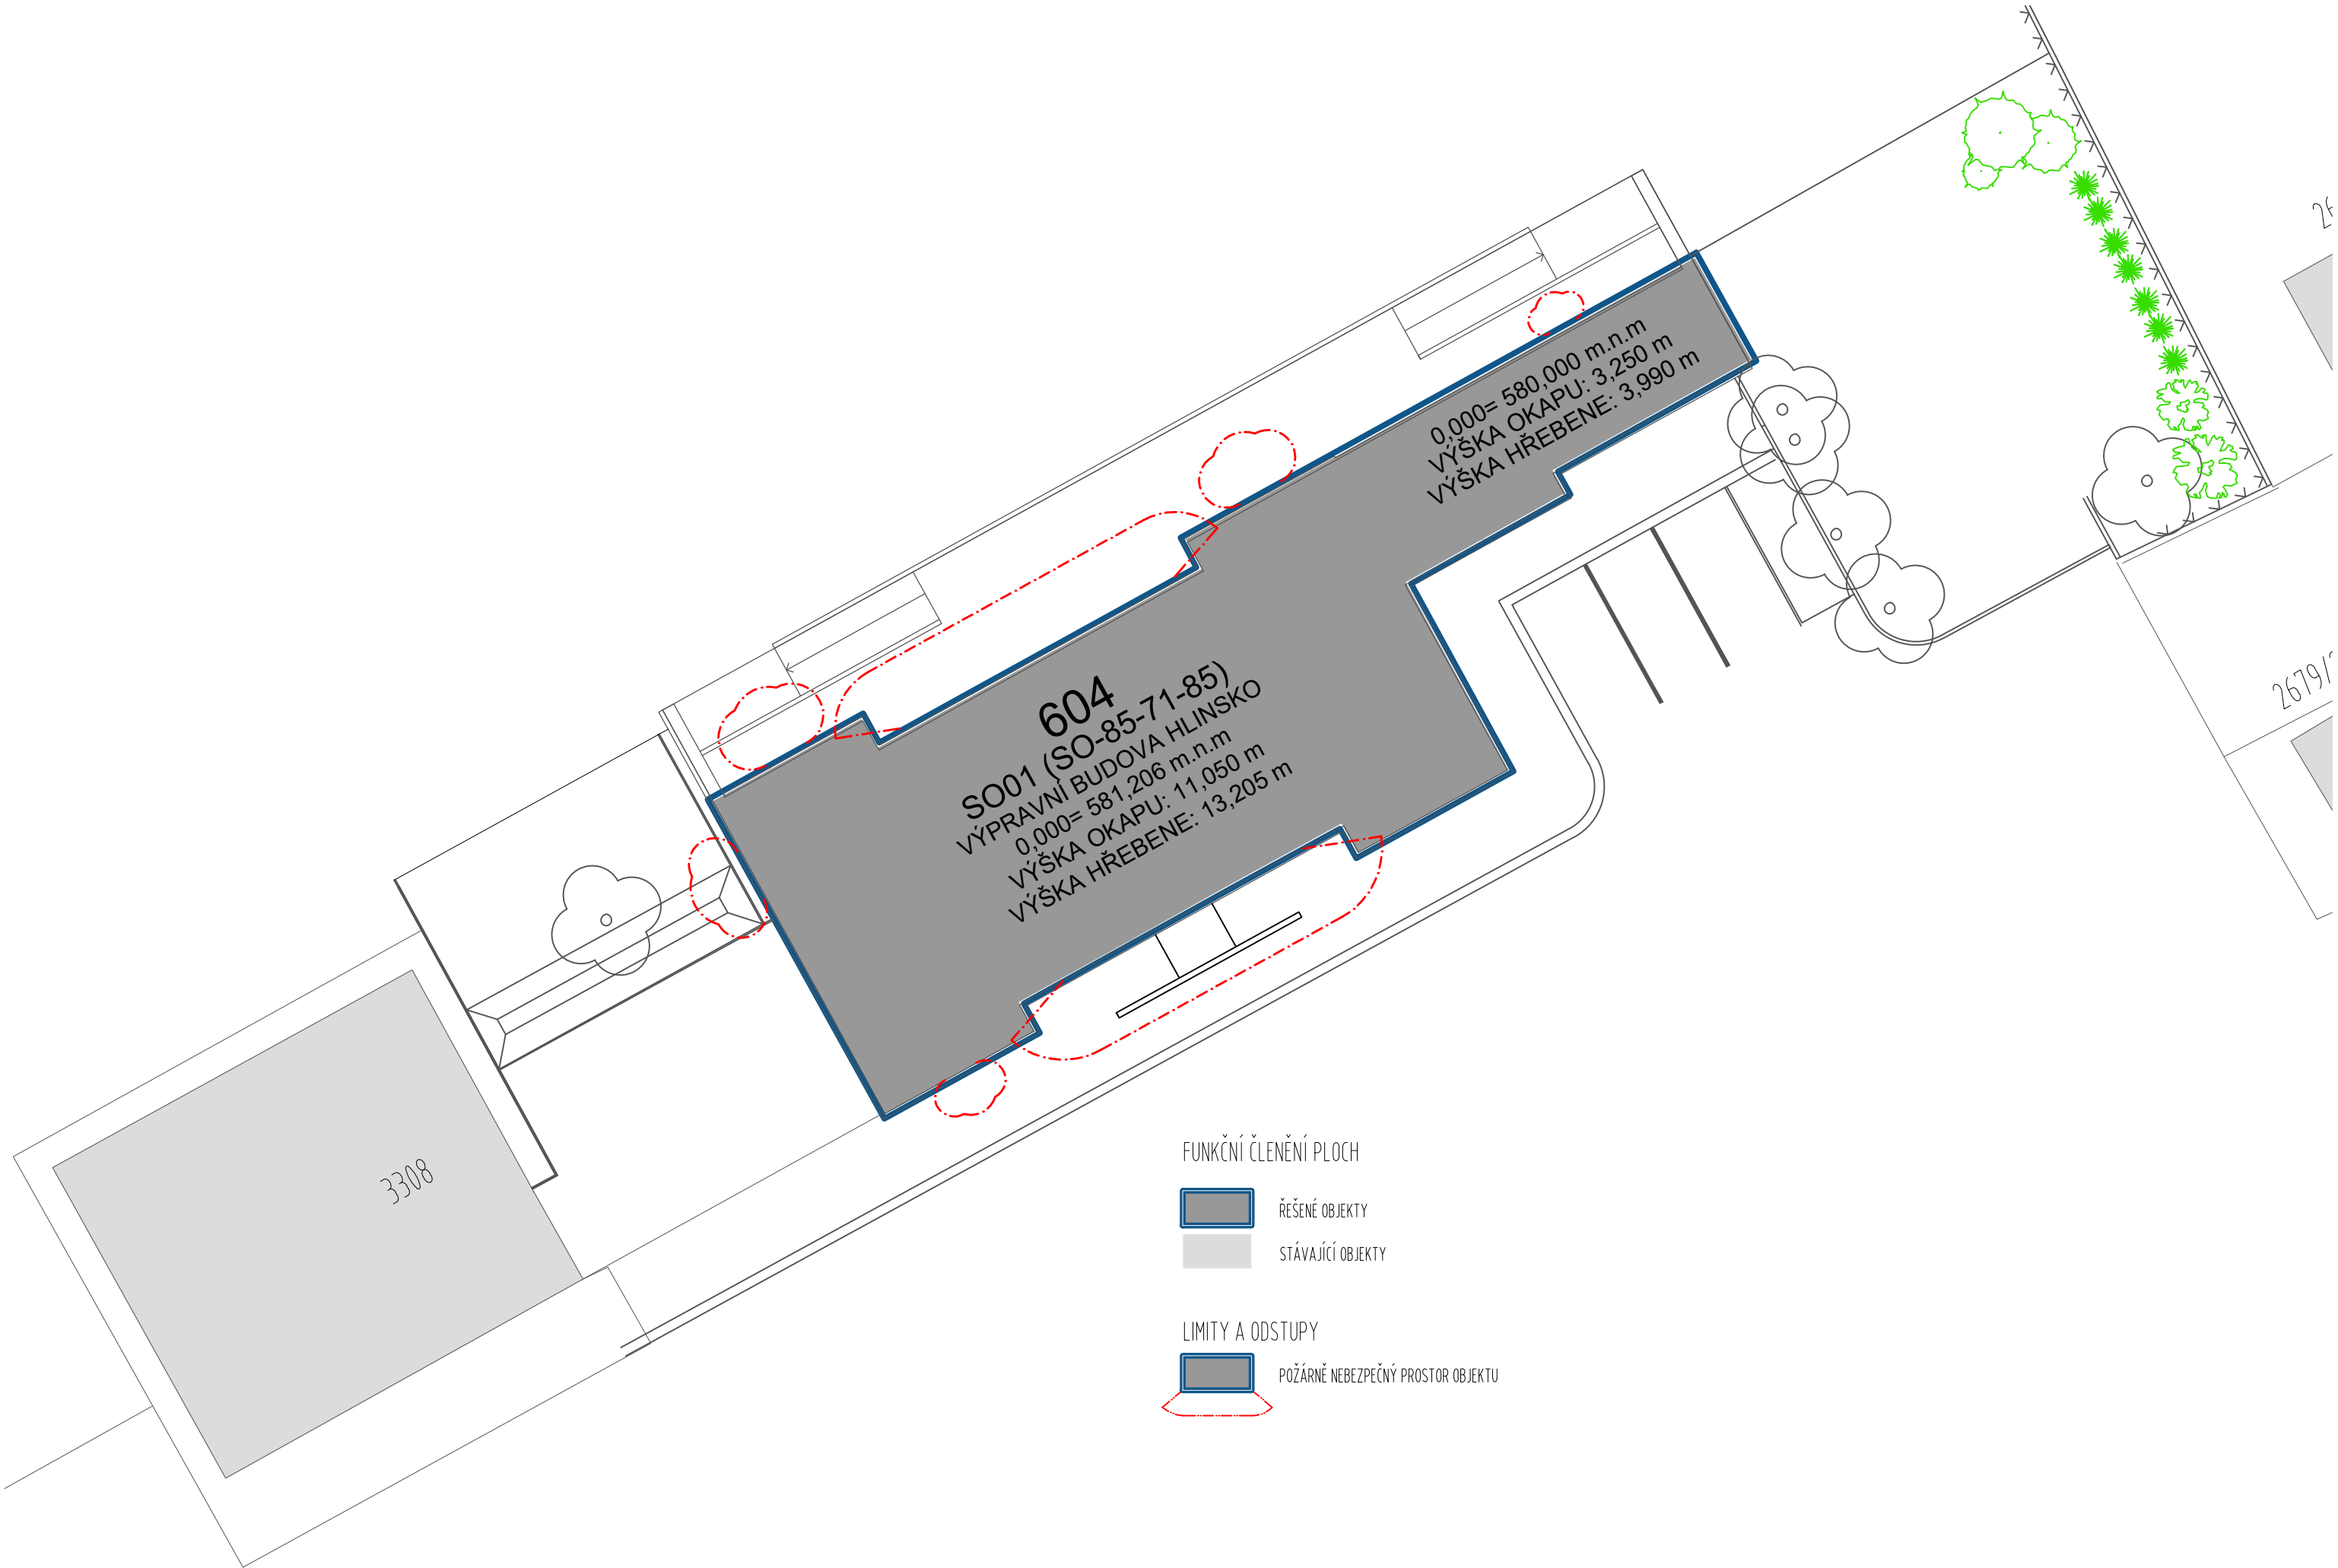 0,000= 580,000 m.n.m
VÝŠKA OKAPU: 3,250 m
VÝŠKA HŘEBENE: 3,990 m
604
SO01 (SO-85-71-85)
VÝPRAVNÍ BUDOVA HLINSKO
0,000= 581,206 m.n.m
VÝŠKA OKAPU: 11,050 m
VÝŠKA HŘEBENE: 13,205 m
3308
FUNKČNÍ ČLENĚNÍ PLOCH
ŘEŠENÉ OBJEKTY
STÁVAJÍCÍ OBJEKTY
LIMITY A ODSTUPY
POŽÁRNĚ NEBEZPEČNÝ PROSTOR OBJEKTU